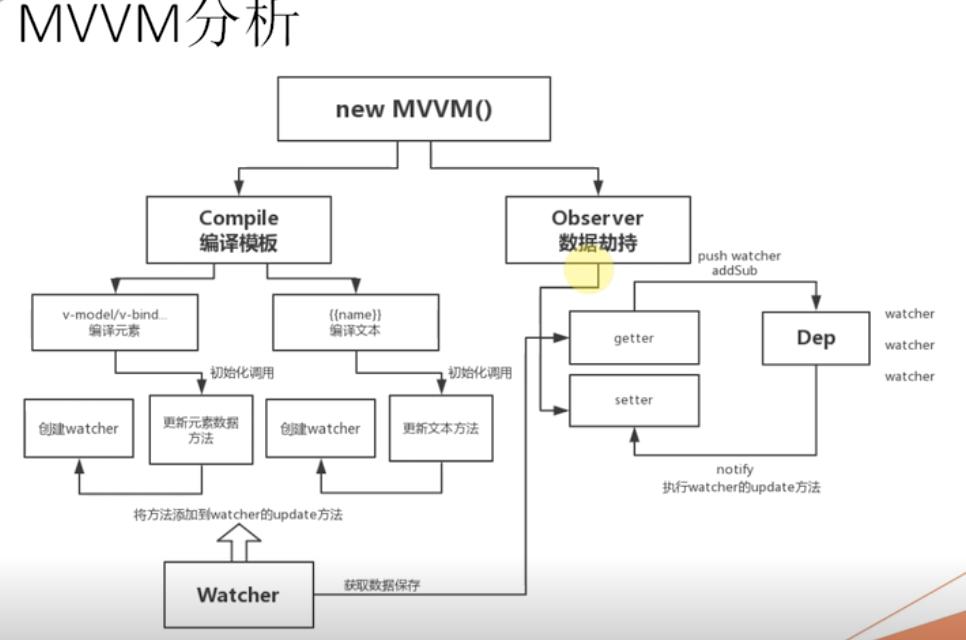 MVVM分析
new MVVM()
Compile
编译模板
Observer
数据劫持
push watcher
addSub
v-model/v-bind...
编译元素
{{name}}
编译文本
getter
Dep
watcher
watcher
watcher
初始化调用
初始化调用
setter
创建watcher
更新元素数据
方法
创建watcher
更新文本方法
notify
执行watcher的update方法
将方法添加到watcher的update方法
Watcher
获取数据保存